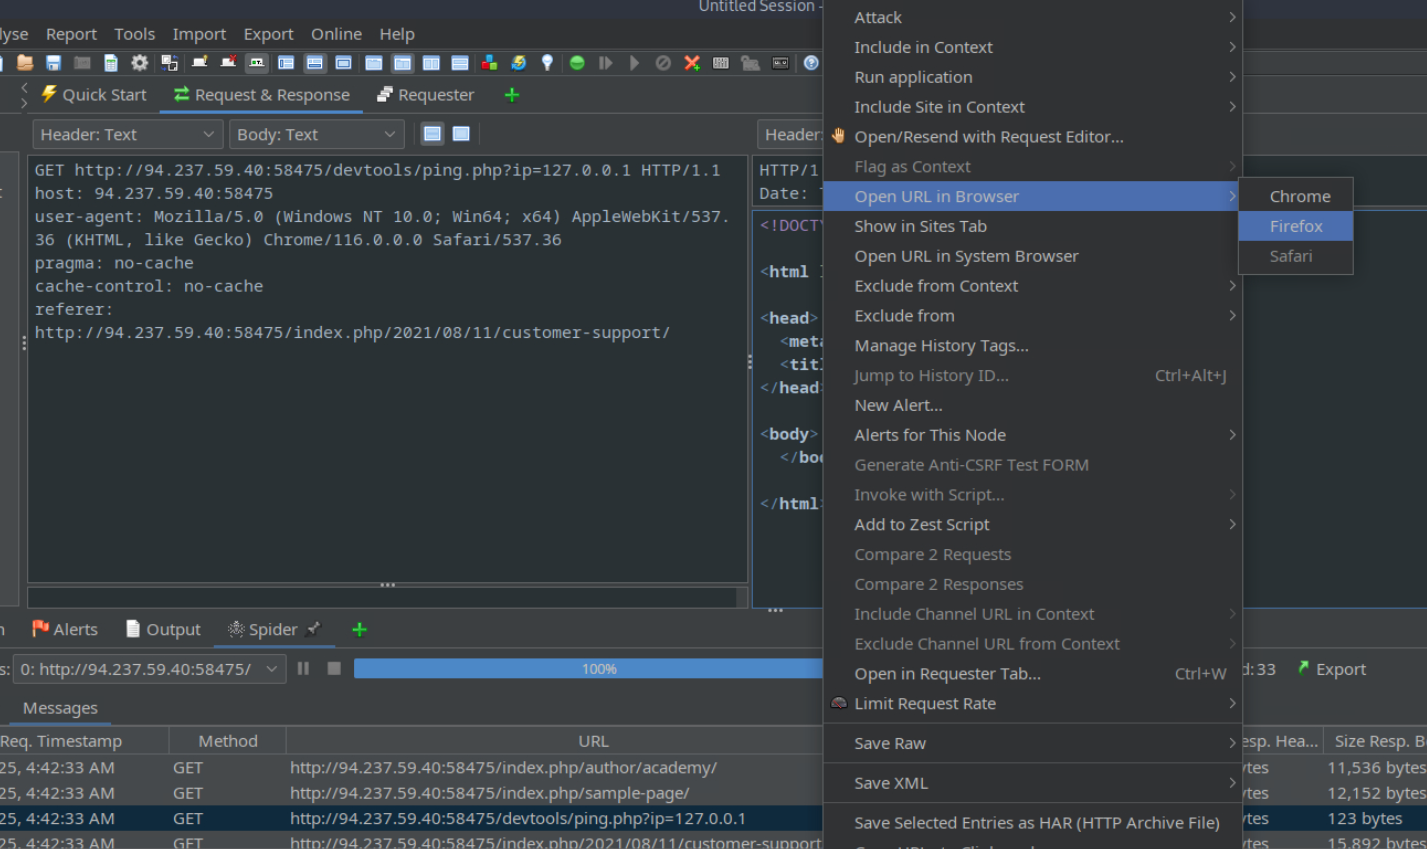 Untitled Session -
lyse Report Tools Import Export Online Help
Quick Start Request & Response Requester
Header: Text Body: Text Header:
GET http://94.237.59.40:58475/devtools/ping.php?ip=127.0.0.1 HTTP/1.1
host: 94.237.59.40:58475
user-agent: Mozilla/5.0 (Windows NT 10.0; Win64; x64) AppleWebKit/537.
36 (KHTML, like Gecko) Chrome/116.0.0.0 Safari/537.36
pragma: no-cache
cache-control: no-cache
referer:
http://94.237.59.40:58475/index.php/2021/08/11/customer-support/
HTTP/1
Date:
<!DOCTY
<html
<head>
<meta
<titl
</head>
<body>
</bod
</html>
Attack
Include in Context
Run application
Include Site in Context
Open/Resend with Request Editor...
Flag as Context
Open URL in Browser
Show in Sites Tab
Open URL in System Browser
Exclude from Context
Exclude from
Manage History Tags...
Jump to History ID... Ctrl+Alt+J
New Alert...
Alerts for This Node
Generate Anti-CSRF Test FORM
Invoke with Script...
Add to Zest Script
Compare 2 Requests
Compare 2 Responses
Include Channel URL in Context
Exclude Channel URL from Context
Open in Requester Tab... Ctrl+W
Limit Request Rate
Save Raw
Save XML
Save Selected Entries as HAR (HTTP Archive File)
Chrome
Firefox
Safari
Alerts Output Spider
s: 0: http://94.237.59.40:58475/ 100% d: 33 Export
Messages
Req. Timestamp Method URL esp. Hea... Size Resp. B
25, 4:42:33 AM GET http://94.237.59.40:58475/index.php/author/academy/ ytes 11,536 bytes
25, 4:42:33 AM GET http://94.237.59.40:58475/index.php/sample-page/ ytes 12,152 bytes
25, 4:42:33 AM GET http://94.237.59.40:58475/devtools/ping.php?ip=127.0.0.1 ytes 123 bytes
25, 4:42:33 AM GET http://94.237.59.40:58475/index.php/2021/08/11/customer-support ytes 15,892 bytes